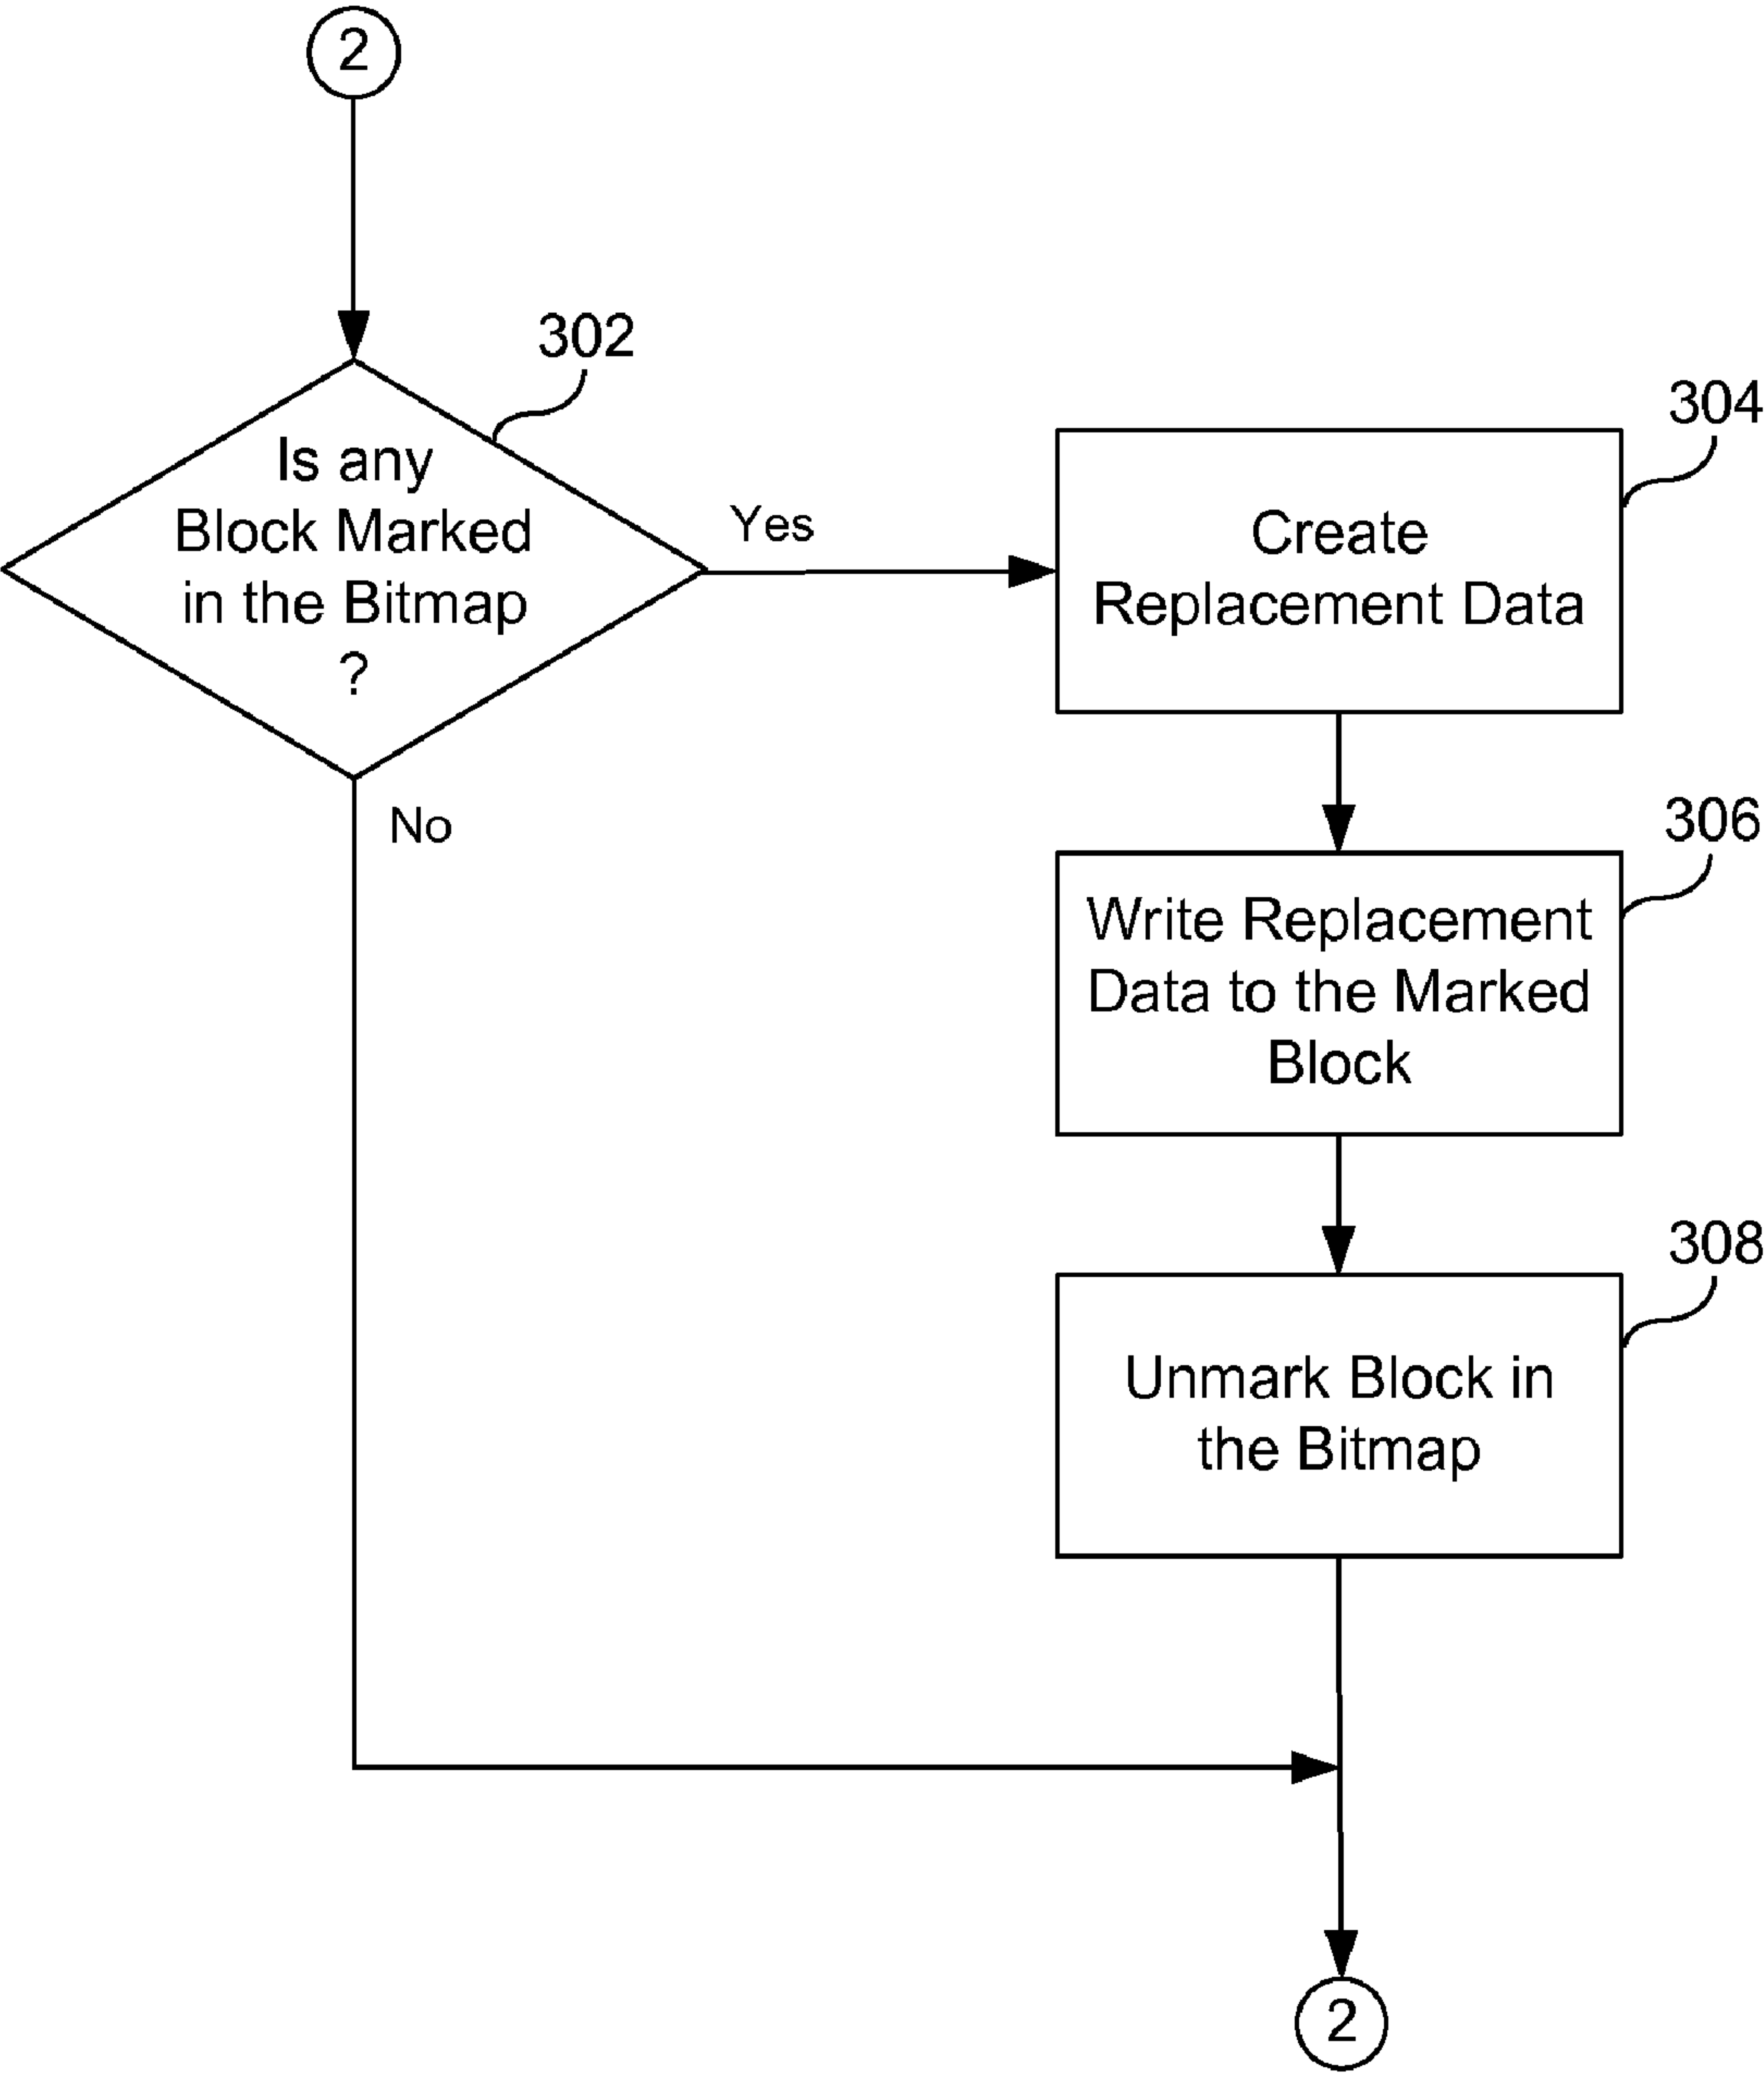 2
302
Is any
Block Marked
in the Bitmap
?
Yes
No
304
Create
Replacement Data
306
Write Replacement
Data to the Marked
Block
308
Unmark Block in
the Bitmap
2